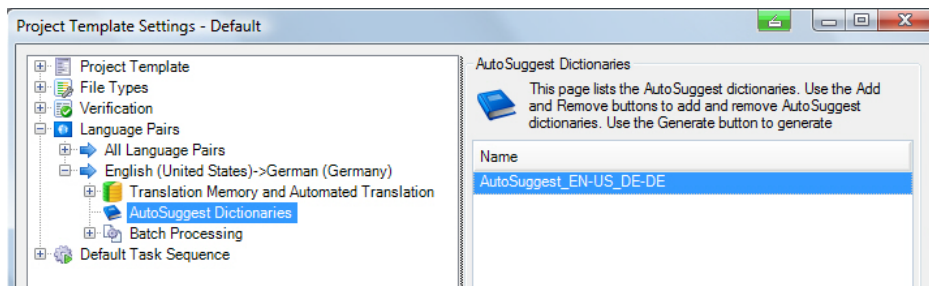 Project Template Settings - Default
Project Template
File Types
Verification
Language Pairs
All Language Pairs
English (United States)->German (Germany)
Translation Memory and Automated Translation
AutoSuggest Dictionaries
Batch Processing
Default Task Sequence
AutoSuggest Dictionaries
This page lists the AutoSuggest dictionaries. Use the Add
and Remove buttons to add and remove AutoSuggest
dictionaries. Use the Generate button to generate
Name
AutoSuggest_EN-US_DE-DE